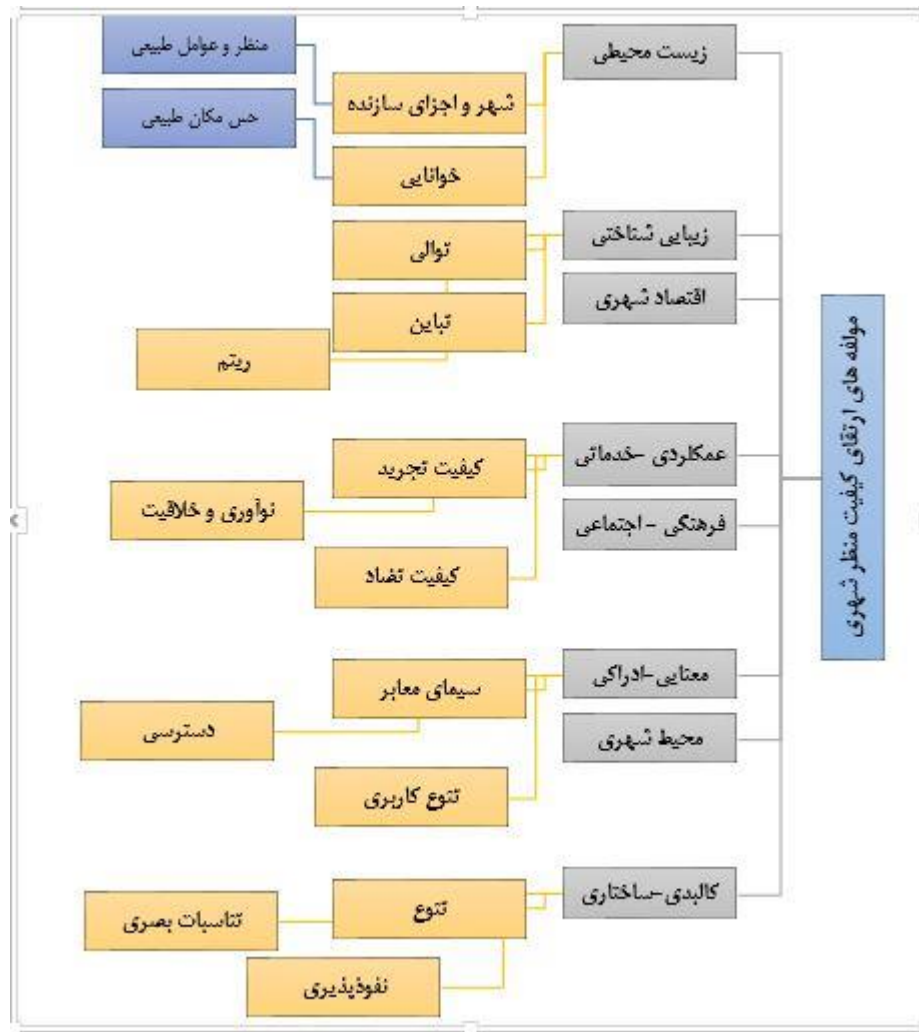 مولفه های ارتقای کیفیت منظر شهری
زیست محیطی
شهر و اجزای سازنده
منظر و عوامل طبیعی
خوانایی
حس مکان طبیعی
زیبایی شناختی
توالی
تباین
ریتم
اقتصاد شهری
عمکلردی -خدماتی
کیفیت تجرید
نوآوری و خلاقیت
کیفیت تضاد
فرهنگی - اجتماعی
معنایی-ادراکی
سیمای معابر
دسترسی
تنوع کاربری
محیط شهری
کالبدی-ساختاری
تنوع
تناسبات بصری
نفوذپذیری